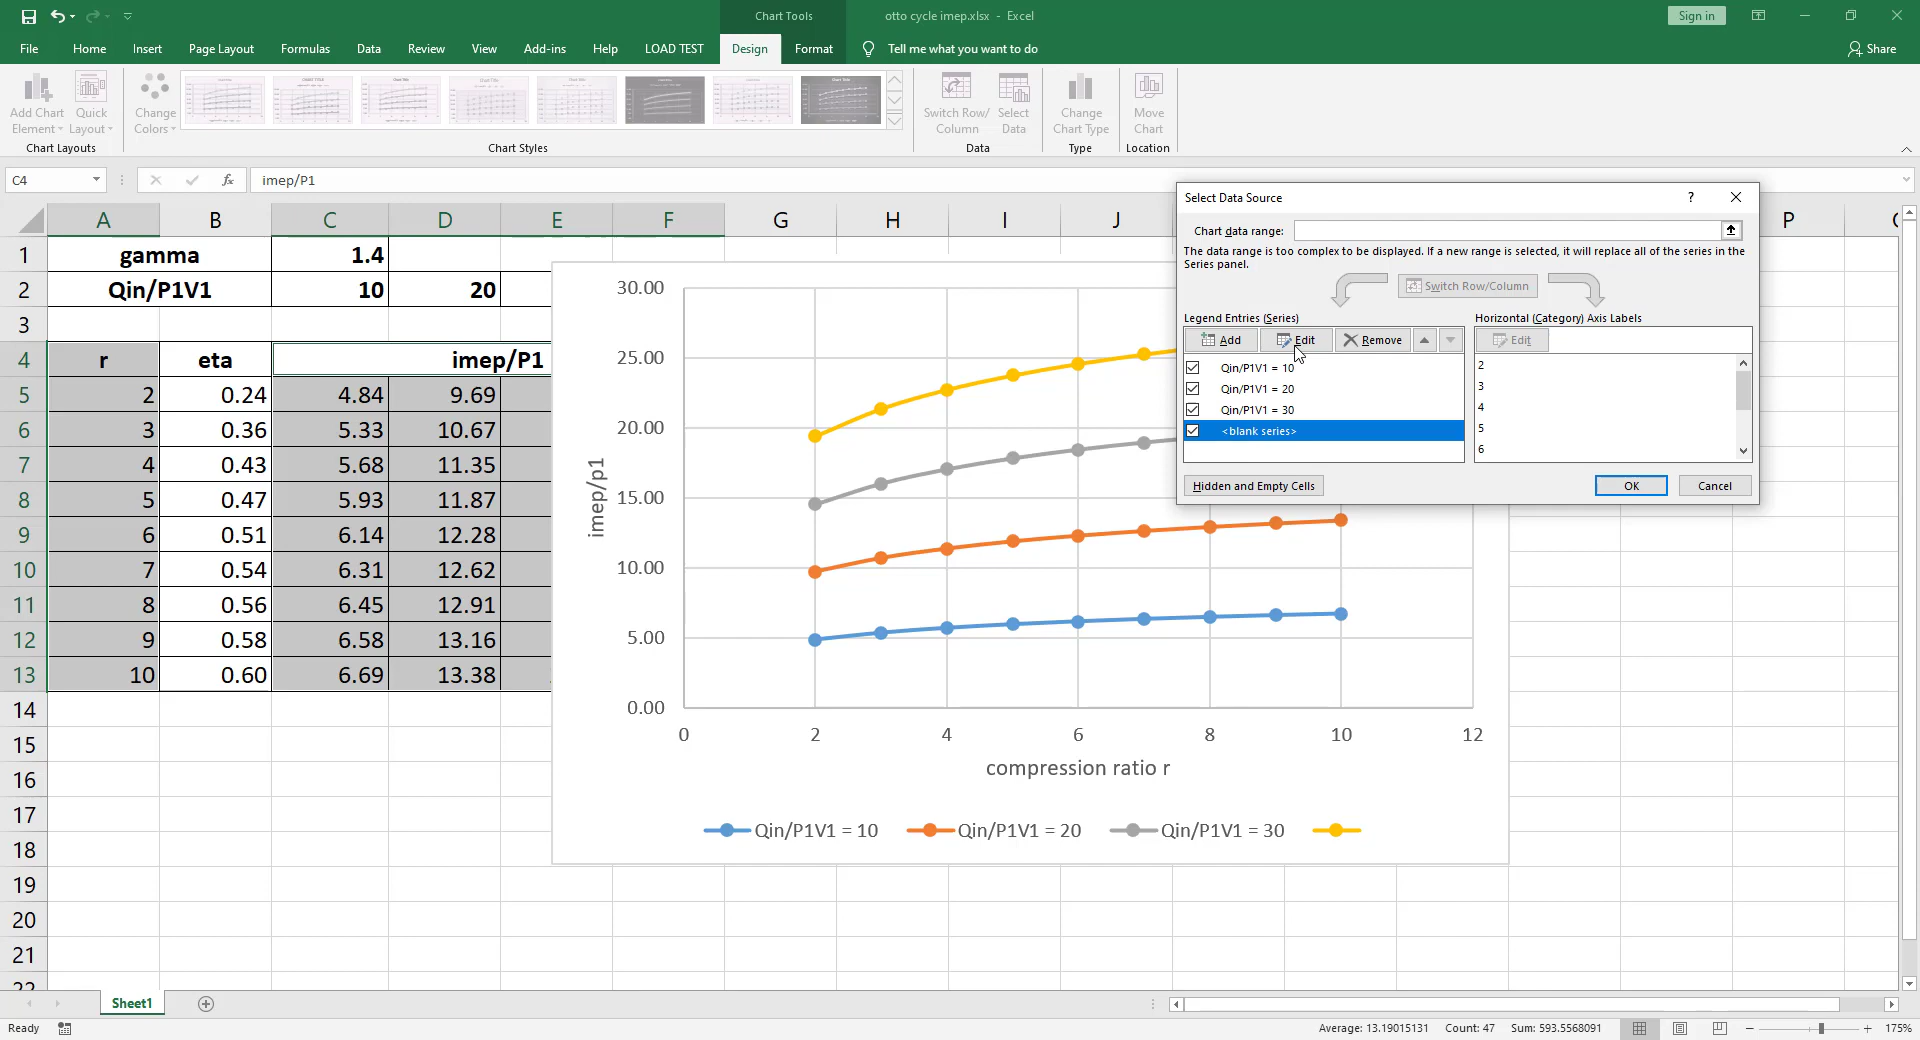 Chart Tools
otto cycle imep.xlsx - Excel
Sign in
File Home Insert Page Layout Formulas Data Review View Add-ins Help LOAD TEST Design Format Tell me what you want to do Share
Add Chart Element
Quick Layout
Change Colors
Switch Row/ Column
Select Data
Change Chart Type
Move Chart
Chart Layouts
Chart Styles
Data
Type
Location
C4
fx
imep/P1
A B C D E F G H I J P
1 gamma 1.4
2 Qin/P1V1 10 20
3
4 r eta imep/P1
5 2 0.24 4.84 9.69
6 3 0.36 5.33 10.67
7 4 0.43 5.68 11.35
8 5 0.47 5.93 11.87
9 6 0.51 6.14 12.28
10 7 0.54 6.31 12.62
11 8 0.56 6.45 12.91
12 9 0.58 6.58 13.16
13 10 0.60 6.69 13.38
14
15
16
17
18
19
20
21
22
30.00
25.00
20.00
15.00
10.00
5.00
0.00
imep/p1
0 2 4 6 8 10 12
compression ratio r
Qin/P1V1 = 10 Qin/P1V1 = 20 Qin/P1V1 = 30
Select Data Source
?
Chart data range:
The data range is too complex to be displayed. If a new range is selected, it will replace all of the series in the
Series panel.
Switch Row/Column
Legend Entries (Series)
Add Edit Remove
Qin/P1V1 = 10
Qin/P1V1 = 20
Qin/P1V1 = 30
<blank series>
Horizontal (Category) Axis Labels
Edit
2
3
4
5
6
Hidden and Empty Cells
OK
Cancel
Sheet1
Ready
Average: 13.19015131 Count: 47 Sum: 593.5568091
175%